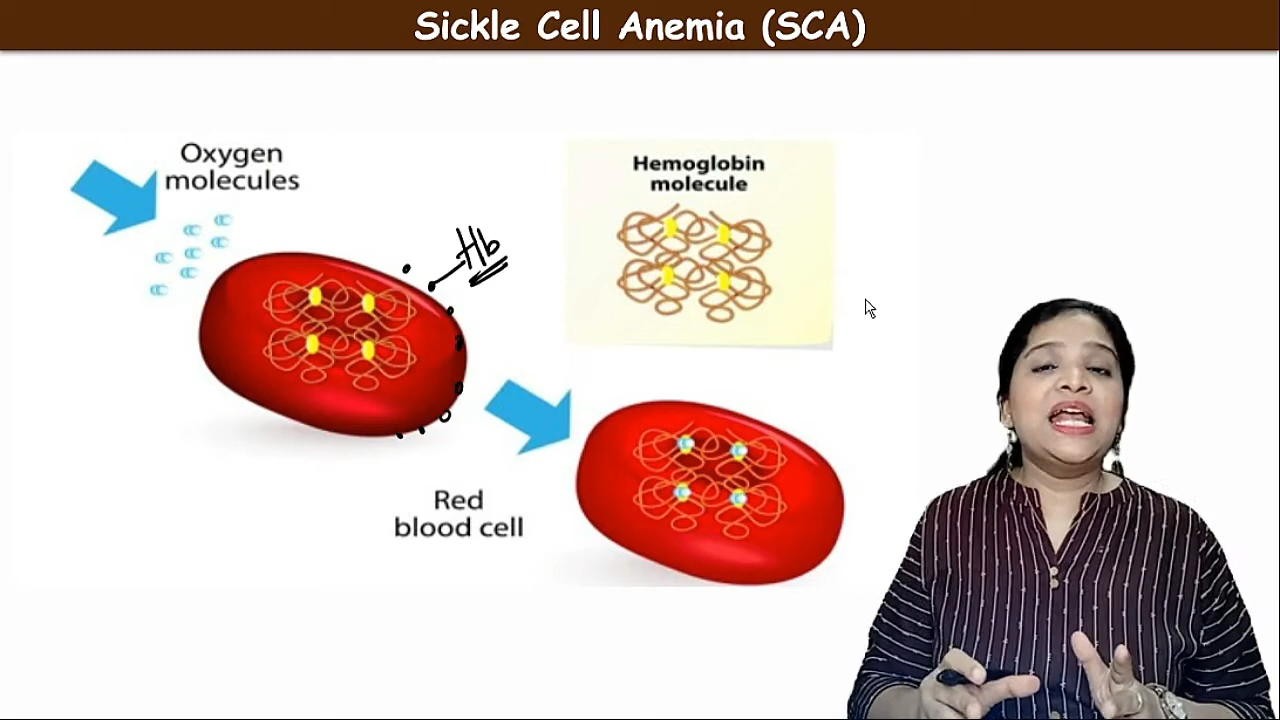 Sickle Cell Anemia (SCA)
Oxygen
molecules
Hb
Hemoglobin
molecule
Red
blood cell